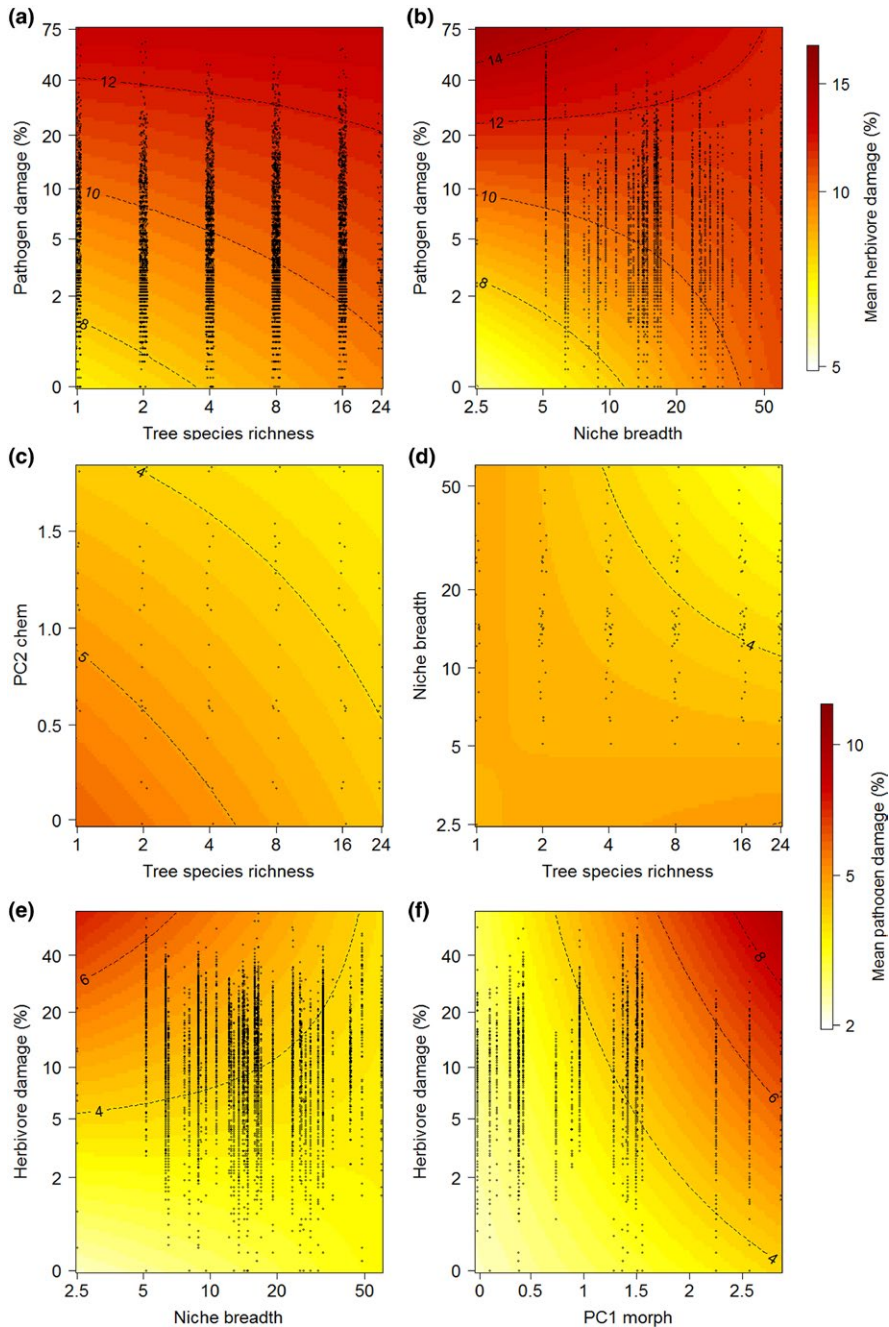 (a)
75
40
20
10
5
2
0
Pathogen damage (%)
12
10
8
1 2 4 8 16 24
Tree species richness
(b)
75
40
20
10
5
2
0
Pathogen damage (%)
14
12
10
8
2.5 5 10 20 50
Niche breadth
15
10
5
Mean herbivore damage (%)
(c)
1.5
1.0
0.5
0
PC2 chem
4
5
1 2 4 8 16 24
Tree species richness
(d)
50
20
10
5
2.5
Niche breadth
4
1 2 4 8 16 24
Tree species richness
10
5
2
Mean pathogen damage (%)
(e)
40
20
10
5
2
0
Herbivore damage (%)
6
4
2.5 5 10 20 50
Niche breadth
(f)
40
20
10
5
2
0
Herbivore damage (%)
8
6
4
0 0.5 1 1.5 2 2.5
PC1 morph